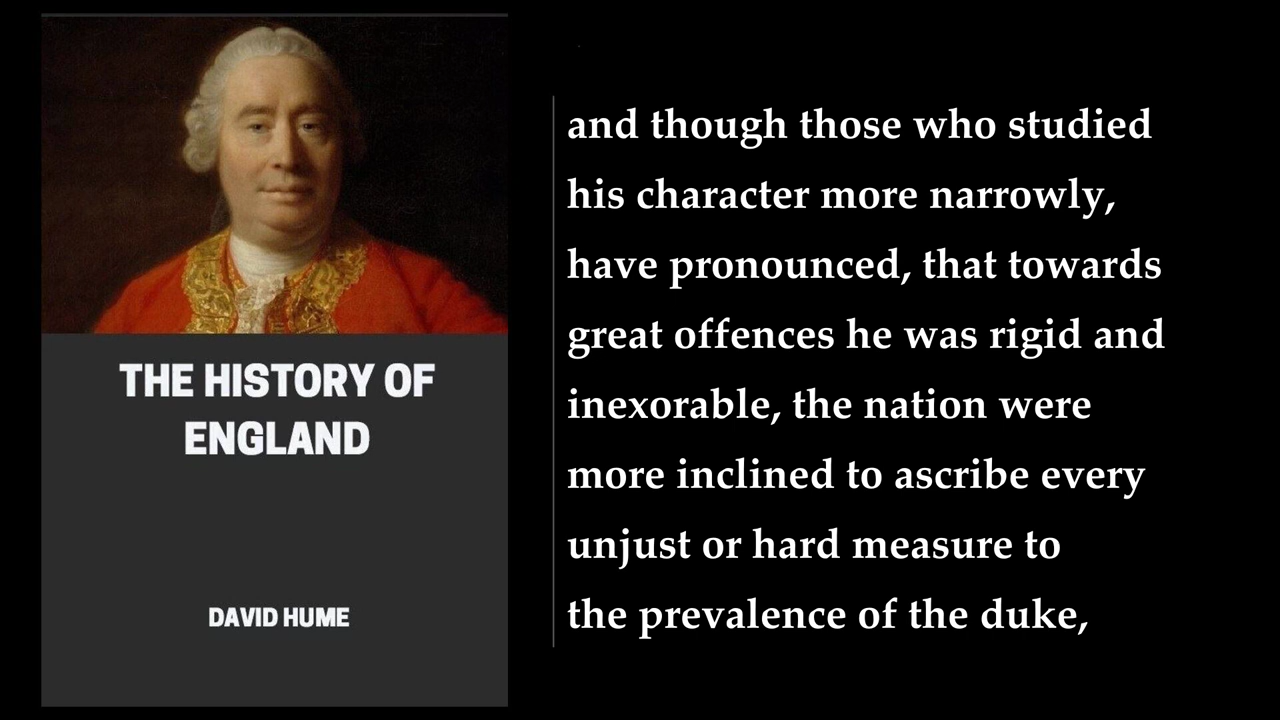 THE HISTORY OF
ENGLAND
DAVID HUME
and though those who studied
his character more narrowly,
have pronounced, that towards
great offences he was rigid and
inexorable, the nation were
more inclined to ascribe every
unjust or hard measure to
the prevalence of the duke,